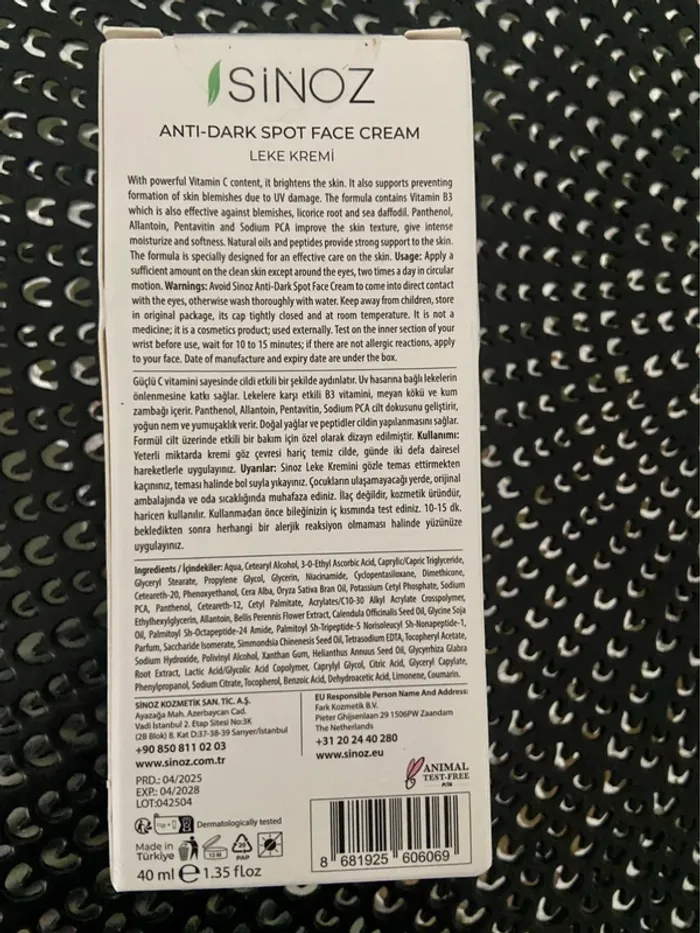 SiNOZ
ANTI-DARK SPOT FACE CREAM
LEKE KREMİ
With powerful Vitamin C content, it brightens the skin. It also supports preventing
formation of skin blemishes due to UV damage. The formula contains Vitamin B3
which is also effective against blemishes, licorice root and sea daffodil. Panthenol,
Allantoin, Pentavitin and Sodium PCA improve the skin texture, give intense
moisturize and softness. Natural oils and peptides provide strong support to the skin.
The formula is specially designed for an effective care on the skin. Usage: Apply a
sufficient amount on the clean skin except around the eyes, two times a day in circular
motion. Warnings: Avoid Sinoz Anti-Dark Spot Face Cream to come into direct contact
with the eyes, otherwise wash thoroughly with water. Keep away from children, store
in original package, its cap tightly closed and at room temperature. It is not a
medicine; it is a cosmetics product; used externally. Test on the inner section of your
wrist before use, wait for 10 to 15 minutes; if there are not allergic reactions, apply
to your face. Date of manufacture and expiry date are under the box.
Güçlü C vitamini sayesinde cildi etkili bir şekilde aydınlatır. Uv hasarına bağlı lekelerin
önlenmesine katkı sağlar. Lekelere karşı etkili B3 vitamini, meyan kökü ve kum
zambağı içerir. Panthenol, Allantoin, Pentavitin, Sodium PCA cilt dokusunu geliştirir,
yoğun nem ve yumuşaklık verir. Doğal yağlar ve peptidler cildin yapılanmasını sağlar.
Formül cilt üzerinde etkili bir bakım için özel olarak dizayn edilmiştir. Kullanımı:
Yeterli miktarda kremi göz çevresi hariç temiz cilde, günde iki defa dairesel
hareketlerle uygulayınız. Uyarılar: Sinoz Leke Kremini gözle temas ettirmekten
kaçınınız, teması halinde bol suyla yıkayınız. Çocukların ulaşamayacağı yerde, orijinal
ambalajında ve oda sıcaklığında muhafaza ediniz. İlaç değildir, kozmetik üründür,
haricen kullanılır. Kullanmadan önce bileğinizin iç kısmında test ediniz. 10-15 dk.
bekledikten sonra herhangi bir alerjik reaksiyon olmaması halinde yüzünüze
uygulayınız.
Ingredients / İçindekiler: Aqua, Cetearyl Alcohol, 3-O-Ethyl Ascorbic Acid, Caprylic/Capric Triglyceride,
Glyceryl Stearate, Propylene Glycol, Glycerin, Niacinamide, Cyclopentasiloxane, Dimethicone,
Ceteareth-20, Phenoxyethanol, Cera Alba, Oryza Sativa Bran Oil, Potassium Cetyl Phosphate, Sodium
PCA, Panthenol, Ceteareth-12, Cetyl Palmitate, Acrylates/C10-30 Alkyl Acrylate Crosspolymer,
Ethylhexylglycerin, Allantoin, Bellis Perennis Flower Extract, Calendula Officinalis Seed Oil, Glycine Soja
Oil, Palmitoyl Sh-Octapeptide-24 Amide, Palmitoyl Sh-Tripeptide-5 Norisoleucyl Sh-Nonapeptide-1,
Parfum, Saccharide Isomerate, Simmondsia Chinenesis Seed Oil, Tetrasodium EDTA, Tocopheryl Acetate,
Sodium Hydroxide, Polivinyl Alcohol, Xanthan Gum, Helianthus Annuus Seed Oil, Glycyrrhiza Glabra
Root Extract, Lactic Acid/Glycolic Acid Copolymer, Caprylyl Glycol, Citric Acid, Glyceryl Capylate,
Phenylpropanol, Sodium Citrate, Tocopherol, Benzoic Acid, Dehydroacetic Acid, Limonene, Coumarin.
SİNOZ KOZMETİK SAN. TİC. A.Ş.
Ayazağa Mah. Azerbaycan Cad.
Vadi İstanbul 2. Etap Sitesi No:3K
(2B Blok) 8. Kat D:37-38-39 Sarıyer/İstanbul
+90 850 811 02 03
www.sinoz.com.tr
EU Responsible Person Name And Address:
Fark Kozmetik B.V.
Pieter Ghijsenlaan 29 1506PW Zaandam
The Netherlands
+31 20 24 40 280
www.sinoz.eu
PRD.: 04/2025
EXP.: 04/2028
LOT:042504
ANIMAL
TEST-FREE
Dermatologically tested
Made in
Türkiye
12 M
PAP
40 ml e 1.35 floz
8 681925 606069